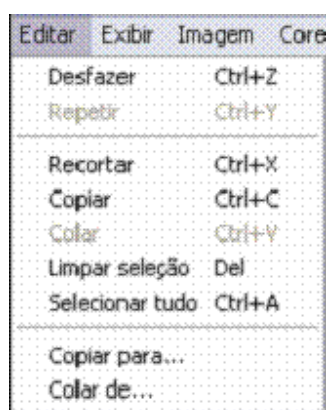 Editar Exibir Imagem Core
Desfazer Ctrl+Z
Repetir Ctrl+Y
Recortar Ctrl+X
Copiar Ctrl+C
Colar Ctrl+V
Limpar seleção Del
Selecionar tudo Ctrl+A
Copiar para...
Colar de...